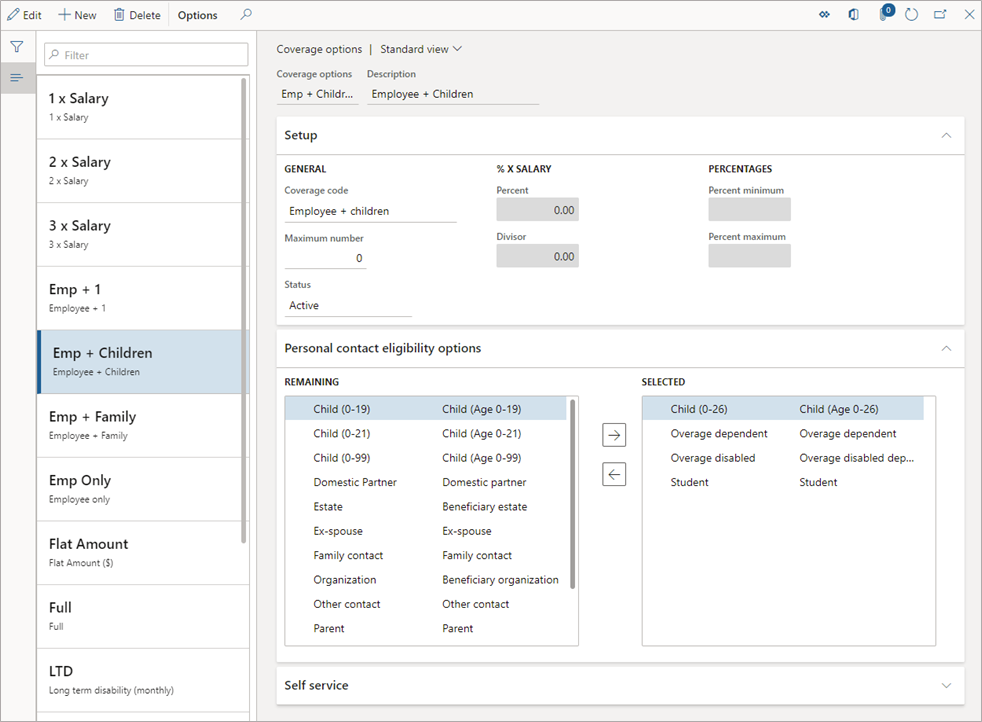 Edit New Delete Options 0
Filter
1 x Salary
1 x Salary
2 x Salary
2 x Salary
3 x Salary
3 x Salary
Emp + 1
Employee + 1
Emp + Children
Employee + Children
Emp + Family
Employee + Family
Emp Only
Employee only
Flat Amount
Flat Amount ($)
Full
Full
LTD
Long term disability (monthly)
Coverage options | Standard view
Coverage options Description
Emp + Childr... Employee + Children
Setup
GENERAL
Coverage code
Employee + children
Maximum number
0
Status
Active
% X SALARY
Percent
0.00
Divisor
0.00
PERCENTAGES
Percent minimum
Percent maximum
Personal contact eligibility options
REMAINING
Child (0-19) Child (Age 0-19)
Child (0-21) Child (Age 0-21)
Child (0-99) Child (Age 0-99)
Domestic Partner Domestic partner
Estate Beneficiary estate
Ex-spouse Ex-spouse
Family contact Family contact
Organization Beneficiary organization
Other contact Other contact
Parent Parent
SELECTED
Child (0-26) Child (Age 0-26)
Overage dependent Overage dependent
Overage disabled Overage disabled dep...
Student Student
Self service